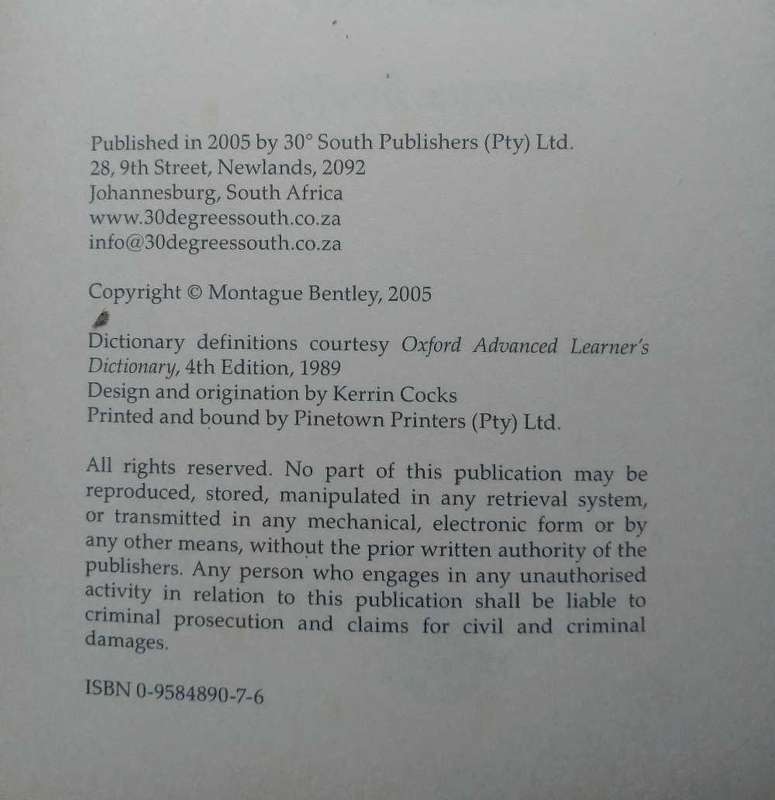 Published in 2005 by 30° South Publishers (Pty) Ltd.
28, 9th Street, Newlands, 2092
Johannesburg, South Africa
www.30degreessouth.co.za
info@30degreessouth.co.za
Copyright © Montague Bentley, 2005
Dictionary definitions courtesy Oxford Advanced Learner's
Dictionary, 4th Edition, 1989
Design and origination by Kerrin Cocks
Printed and bound by Pinetown Printers (Pty) Ltd.
All rights reserved. No part of this publication may be
reproduced, stored, manipulated in any retrieval system,
or transmitted in any mechanical, electronic form or by
any other means, without the prior written authority of the
publishers. Any person who engages in any unauthorised
activity in relation to this publication shall be liable to
criminal prosecution and claims for civil and criminal
damages.
ISBN 0-9584890-7-6